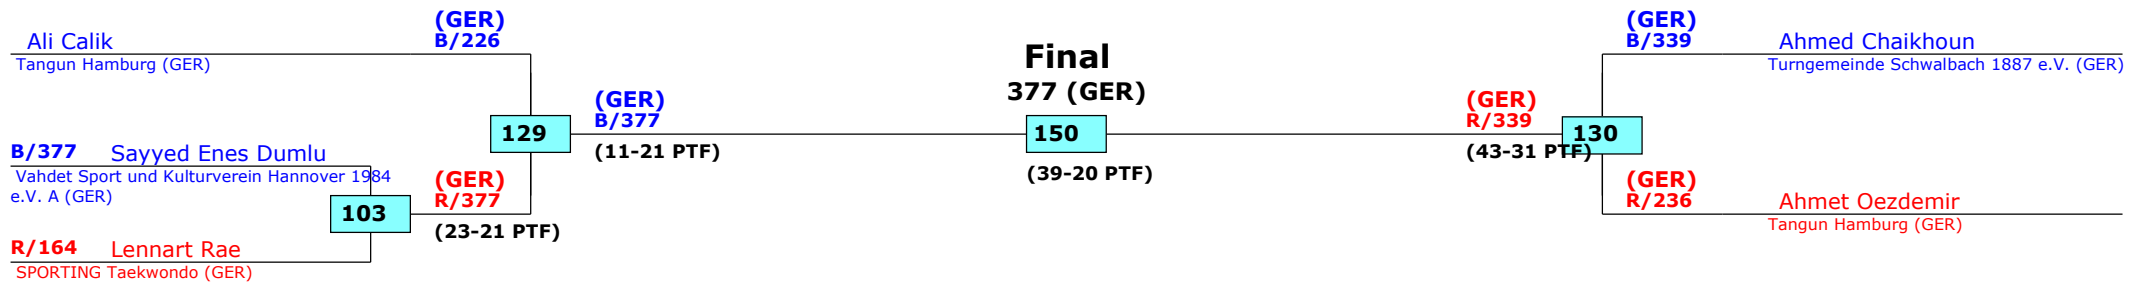 (GER)
B/226
Ali Calik
Tangun Hamburg (GER)
129
(GER)
B/377
(11-21 PTF)
B/377 Sayyed Enes Dumlu
Vahdet Sport und Kulturverein Hannover 1984
e.V. A (GER)
103
(GER)
R/377
(23-21 PTF)
R/164 Lennart Rae
SPORTING Taekwondo (GER)
Final
377 (GER)
150
(39-20 PTF)
(GER)
R/339
(43-31 PTF)
130
(GER)
B/339
Ahmed Chaikhoun
Turngemeinde Schwalbach 1887 e.V. (GER)
(GER)
R/236
Ahmet Oezdemir
Tangun Hamburg (GER)